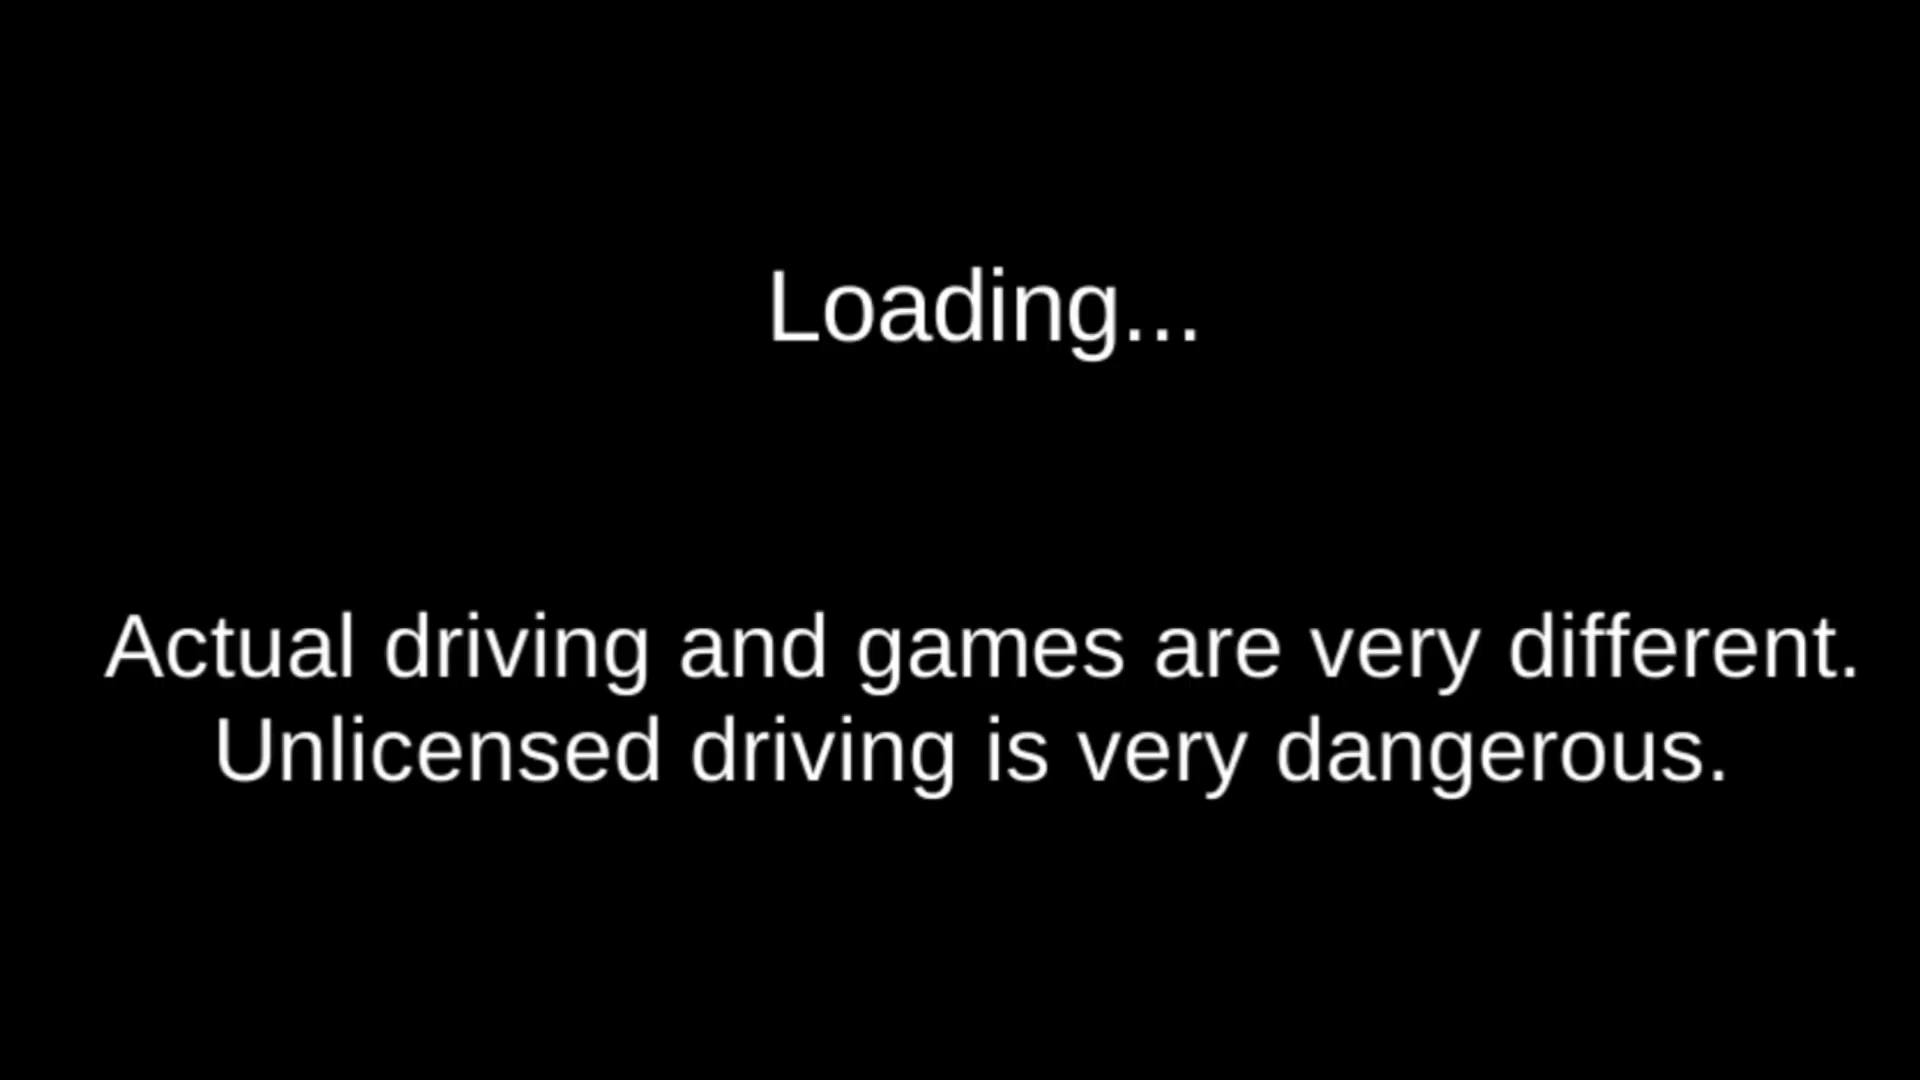 Loading...
Actual driving and games are very different.
Unlicensed driving is very dangerous.